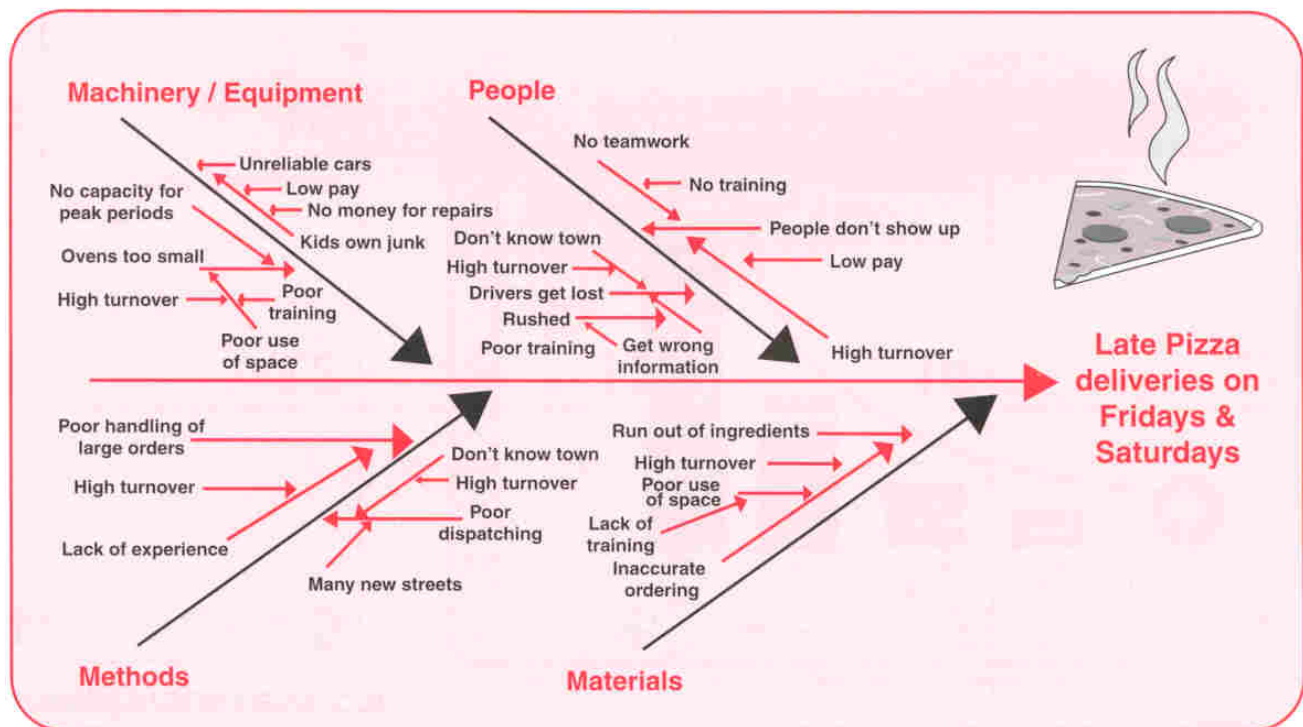 Machinery / Equipment
Unreliable cars
Low pay
No money for repairs
Kids own junk
No capacity for
peak periods
Ovens too small
High turnover
Poor
training
Poor use
of space
People
No teamwork
No training
People don't show up
Low pay
High turnover
Don't know town
High turnover
Drivers get lost
Rushed
Poor training
Get wrong
information
Late Pizza
deliveries on
Fridays &
Saturdays
Poor handling of
large orders
High turnover
Lack of experience
Don't know town
High turnover
Poor
dispatching
Many new streets
Methods
Run out of ingredients
High turnover
Poor use
of space
Lack of
training
Inaccurate
ordering
Materials